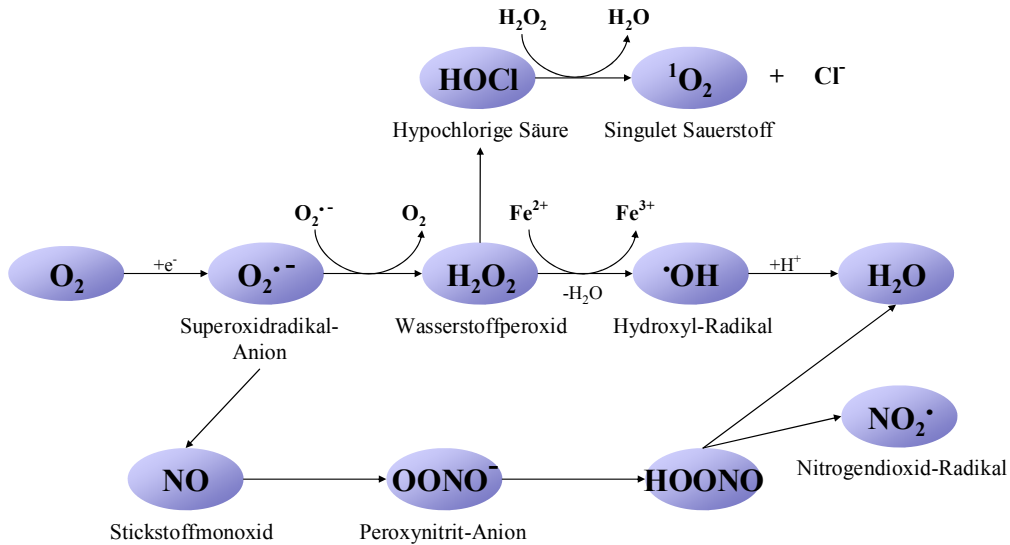 H₂O₂ H₂O
HOCl ¹O₂ + Cl⁻
Hypochlorige Säure Singulet Sauerstoff
O₂•⁻ O₂ Fe²⁺ Fe³⁺
O₂ +e⁻ O₂•⁻ H₂O₂ -H₂O •OH +H⁺ H₂O
Superoxidradikal-
Anion
Wasserstoffperoxid Hydroxyl-Radikal
NO₂•
Nitrogendioxid-Radikal
NO OONO⁻ HOONO
Stickstoffmonoxid Peroxynitrit-Anion